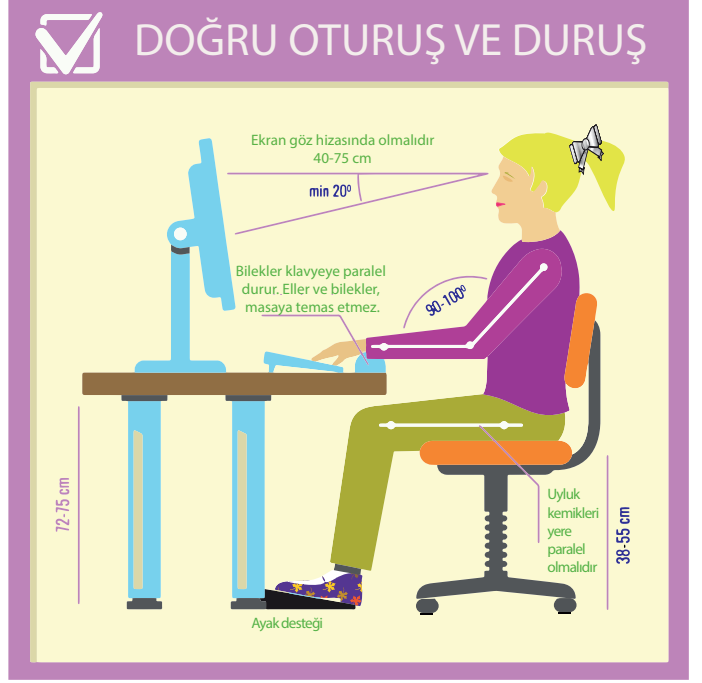 DOĞRU OTURUŞ VE DURUŞ
Ekran göz hizasında olmalıdır
40-75 cm
min 20⁰
Bilekler klavyeye paralel
durur. Eller ve bilekler,
masaya temas etmez.
90-100⁰
72-75 cm
Uyluk
kemikleri
yere
paralel
olmalıdır
38-55 cm
Ayak desteği